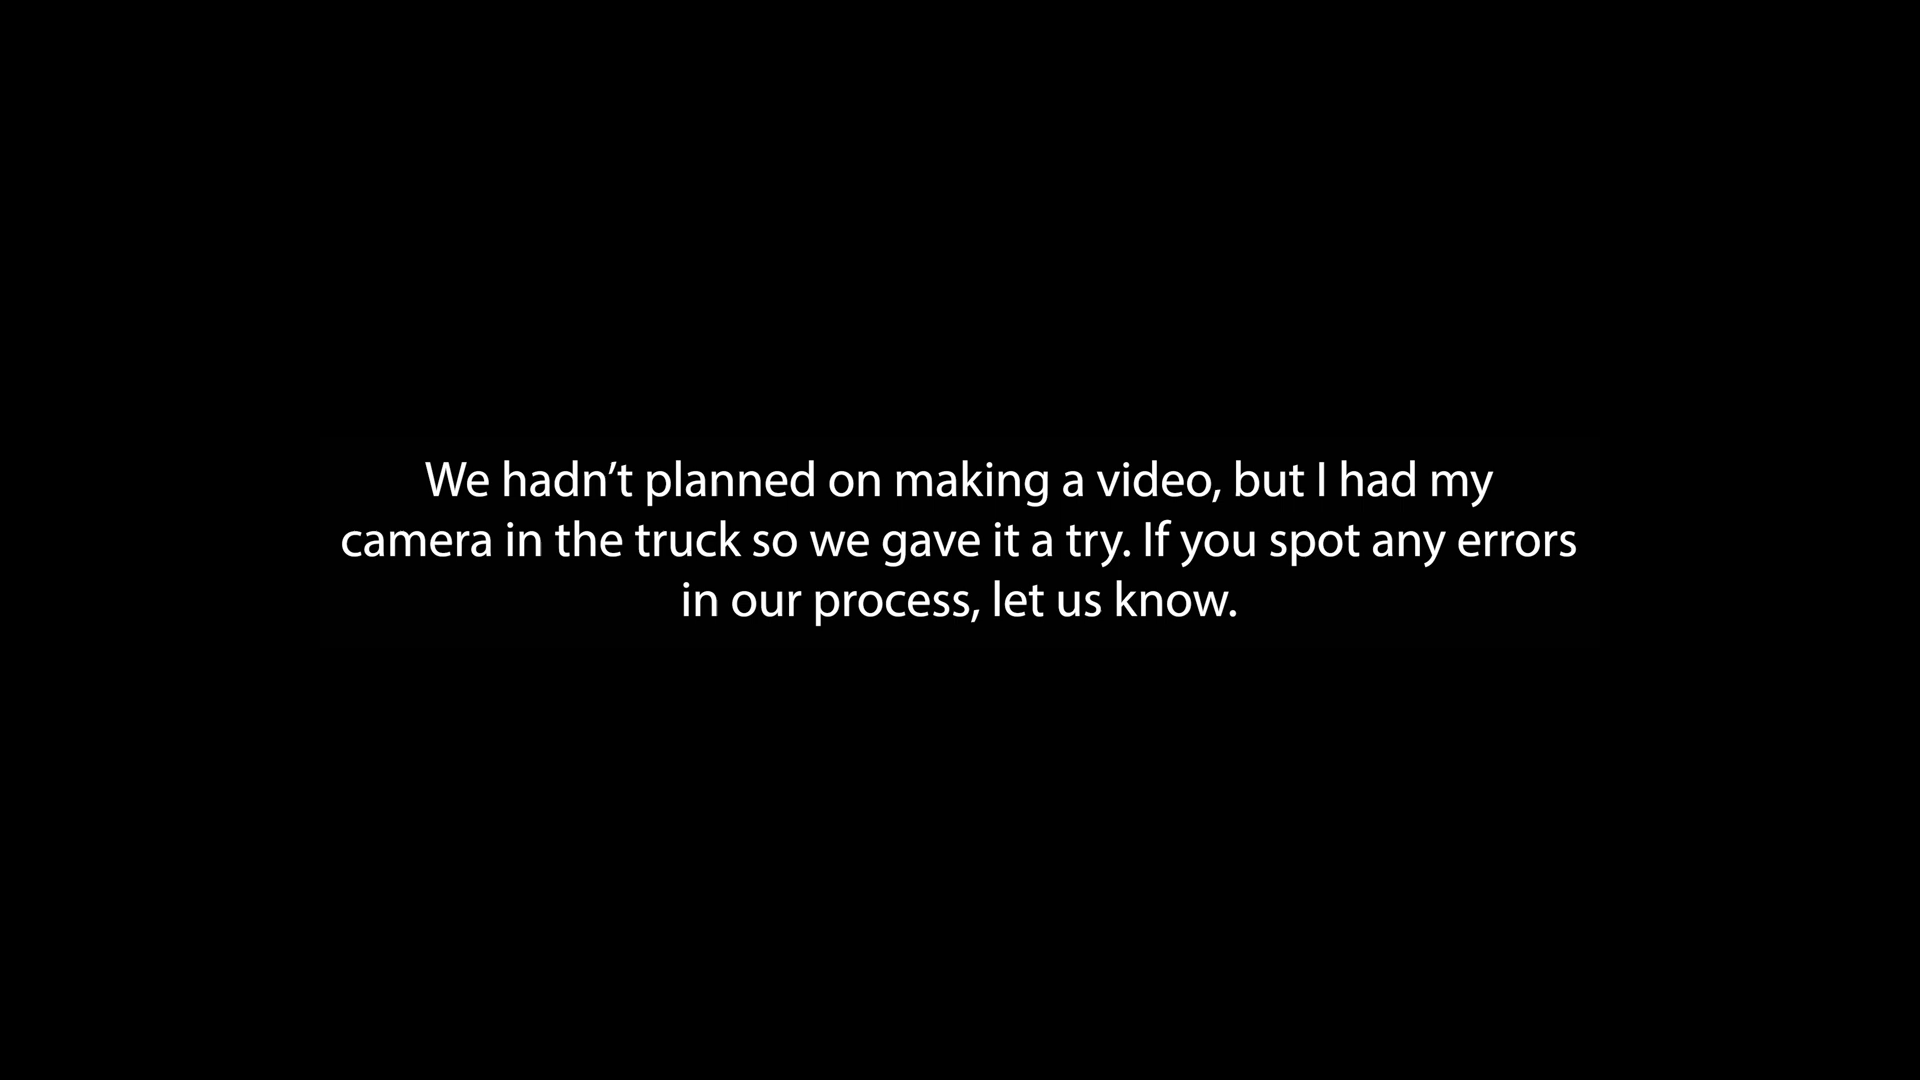 We hadn’t planned on making a video, but I had my
camera in the truck so we gave it a try. If you spot any errors
in our process, let us know.